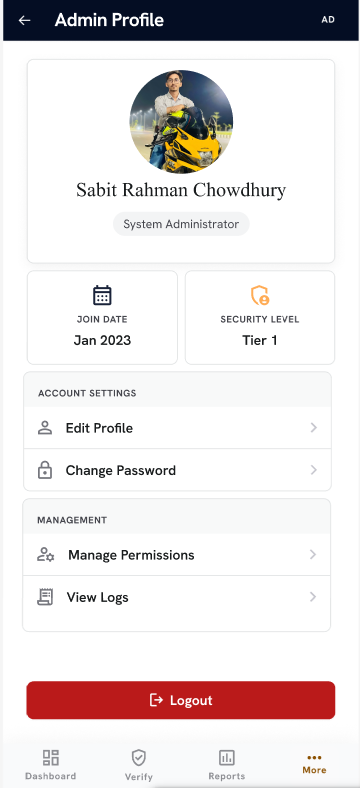 Admin Profile
AD
Sabit Rahman Chowdhury
System Administrator
JOIN DATE
Jan 2023
SECURITY LEVEL
Tier 1
ACCOUNT SETTINGS
Edit Profile
Change Password
MANAGEMENT
Manage Permissions
View Logs
Logout
Dashboard
Verify
Reports
More